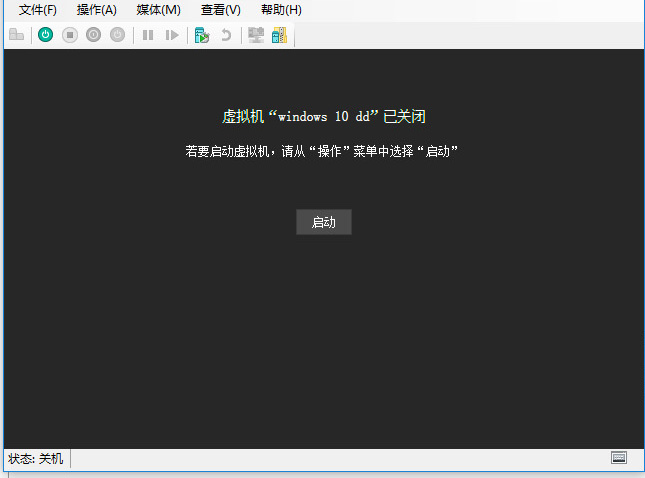 文件(F) 操作(A) 媒体(M) 查看(V) 帮助(H)
虚拟机“windows 10 dd”已关闭
若要启动虚拟机，请从“操作”菜单中选择“启动”
启动
状态: 关机